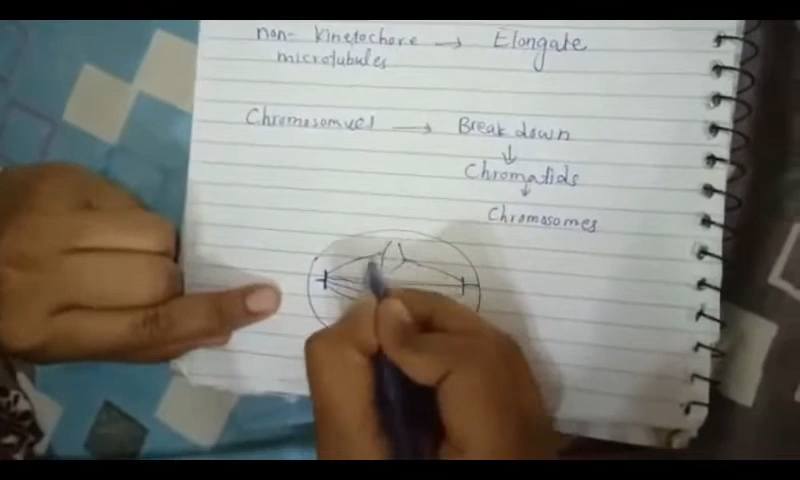 non- kinetochore → Elongate
microtubules
Chromosomes → Break down
↓
Chromatids
↓
Chromosomes